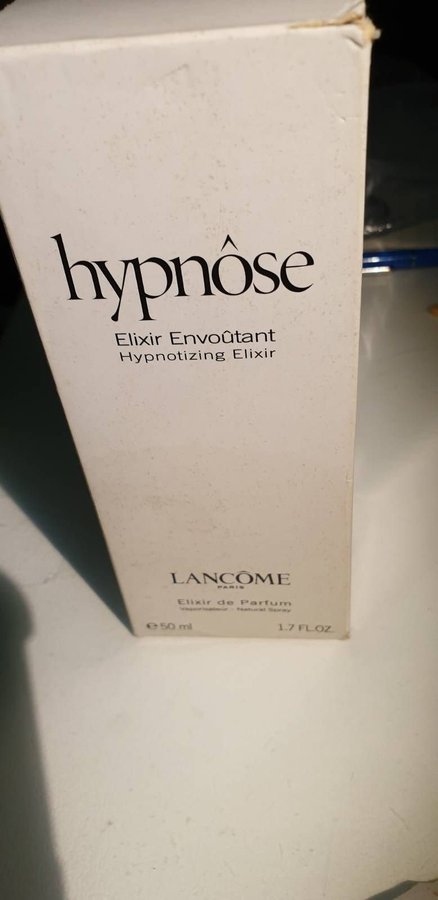 hypnôse
Elixir Envoûtant
Hypnotizing Elixir
LANCÔME
PARIS
Elixir de Parfum
Vaporisateur - Natural Spray
℮50 ml 1.7 FL.OZ.